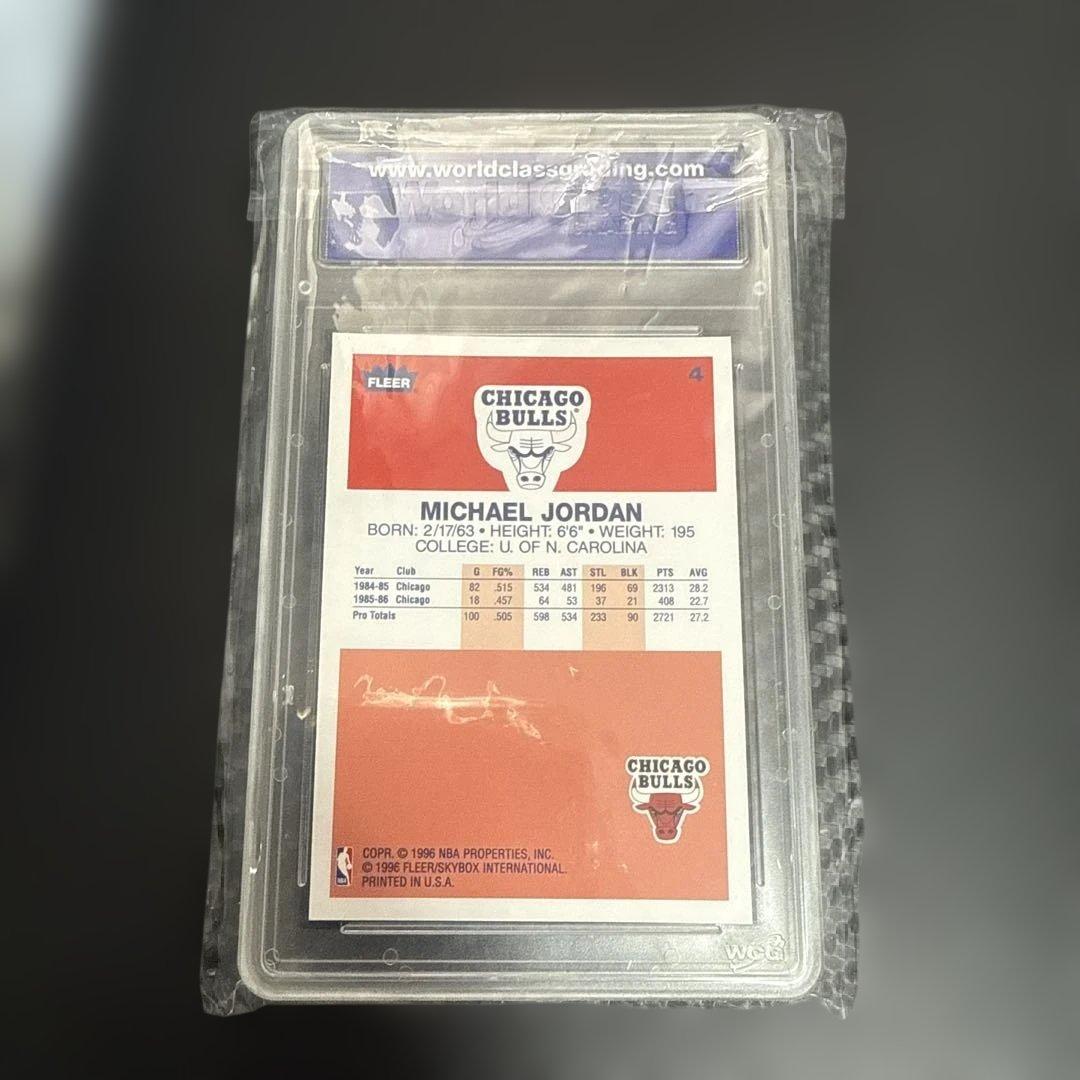 www.worldclassgrading.com
World Class
GRADING
FLEER
4
CHICAGO
BULLS
MICHAEL JORDAN
BORN: 2/17/63 • HEIGHT: 6'6" • WEIGHT: 195
COLLEGE: U. OF N. CAROLINA
Year Club G FG% REB AST STL BLK PTS AVG
1984-85 Chicago 82 .515 534 481 196 69 2313 28.2
1985-86 Chicago 18 .457 64 53 37 21 408 22.7
Pro Totals 100 .505 598 534 233 90 2721 27.2
CHICAGO
BULLS
NBA
COPR. © 1996 NBA PROPERTIES, INC.
© 1996 FLEER/SKYBOX INTERNATIONAL.
PRINTED IN U.S.A.
WCG